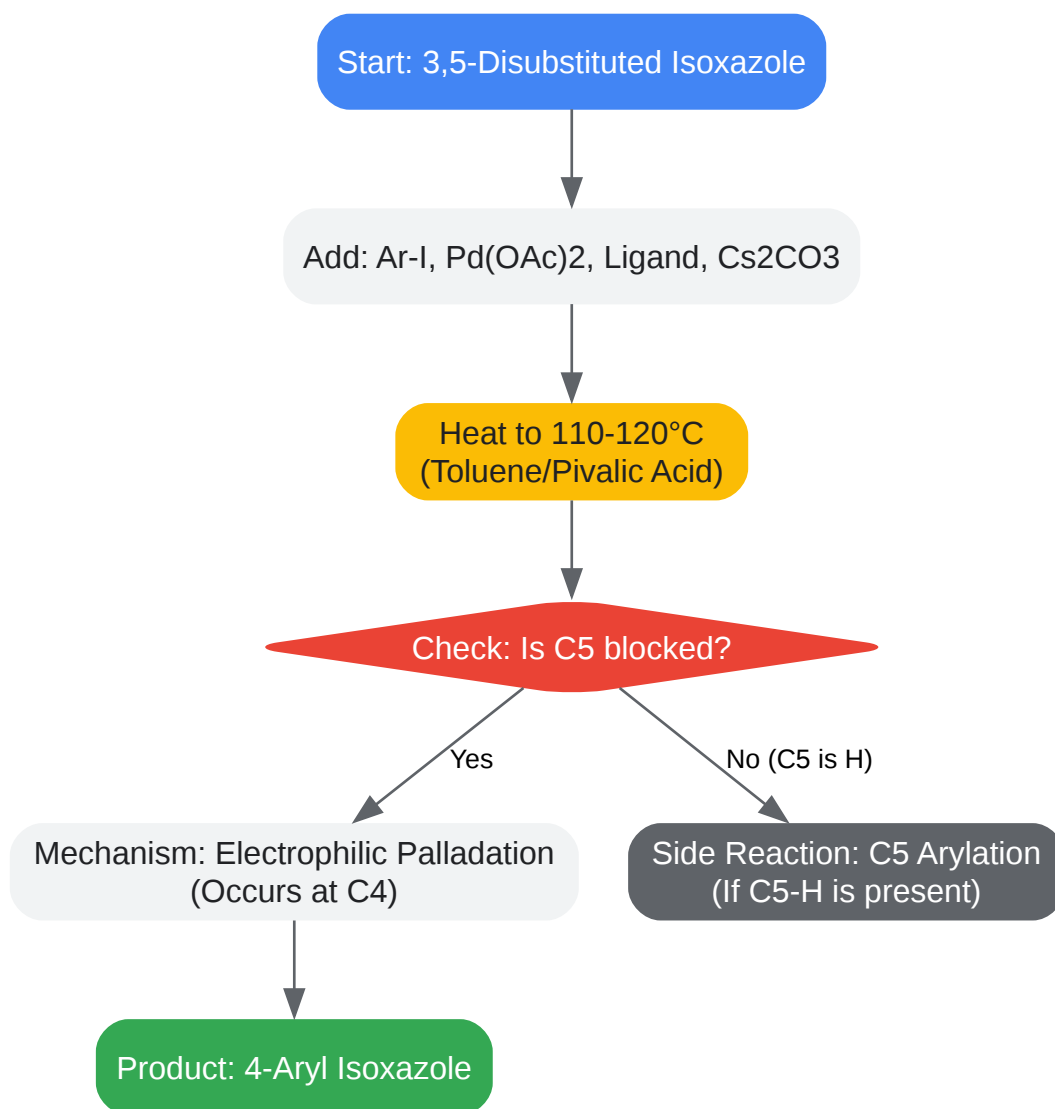 Start: 3,5-Disubstituted Isoxazole
Add: Ar-I, Pd(OAc)2, Ligand, Cs2CO3
Heat to 110-120°C
(Toluene/Pivalic Acid)
Check: Is C5 blocked?
Yes
No (C5 is H)
Mechanism: Electrophilic Palladation
(Occurs at C4)
Side Reaction: C5 Arylation
(If C5-H is present)
Product: 4-Aryl Isoxazole